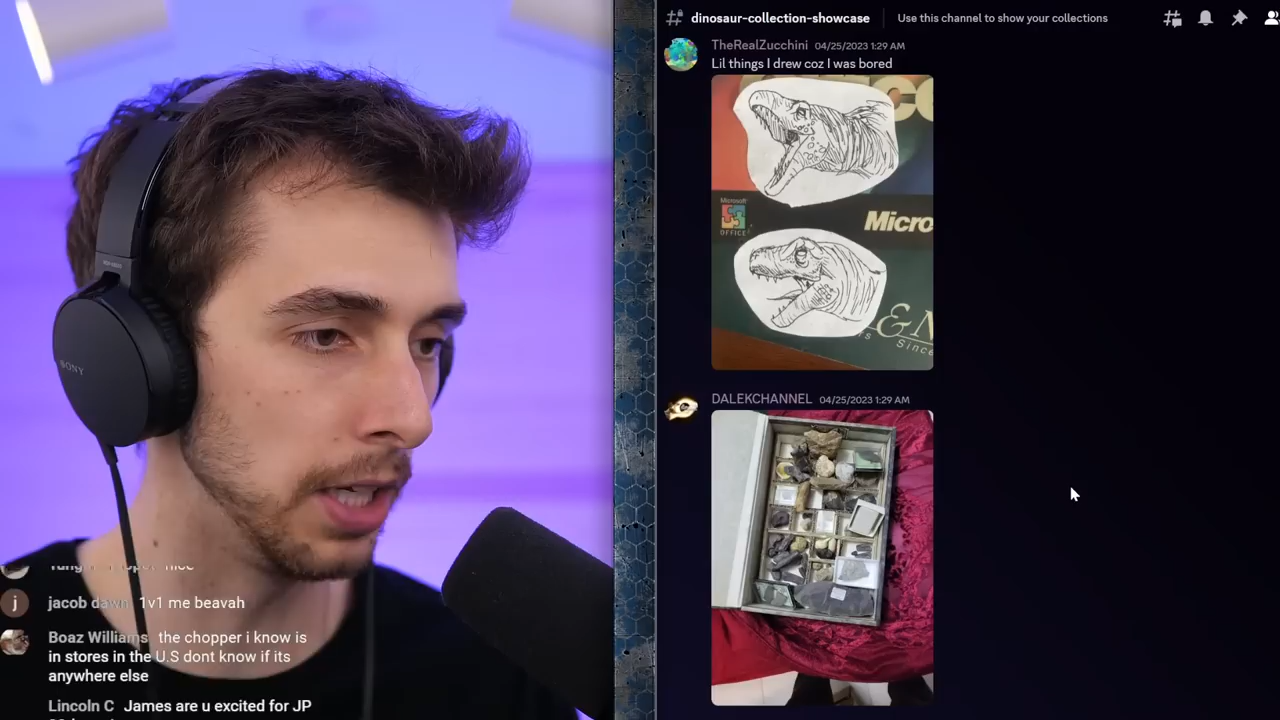 dinosaur-collection-showcase
Use this channel to show your collections
TheRealZucchini 04/25/2023 1:29 AM
Lil things I drew coz I was bored
Microsoft
OFFICE
Micro
&
Since
DALEKCHANNEL 04/25/2023 1:29 AM
SONY
nice
jacob dawn 1v1 me beavah
Boaz Williams the chopper i know is
in stores in the U.S dont know if its
anywhere else
Lincoln C James are u excited for JP